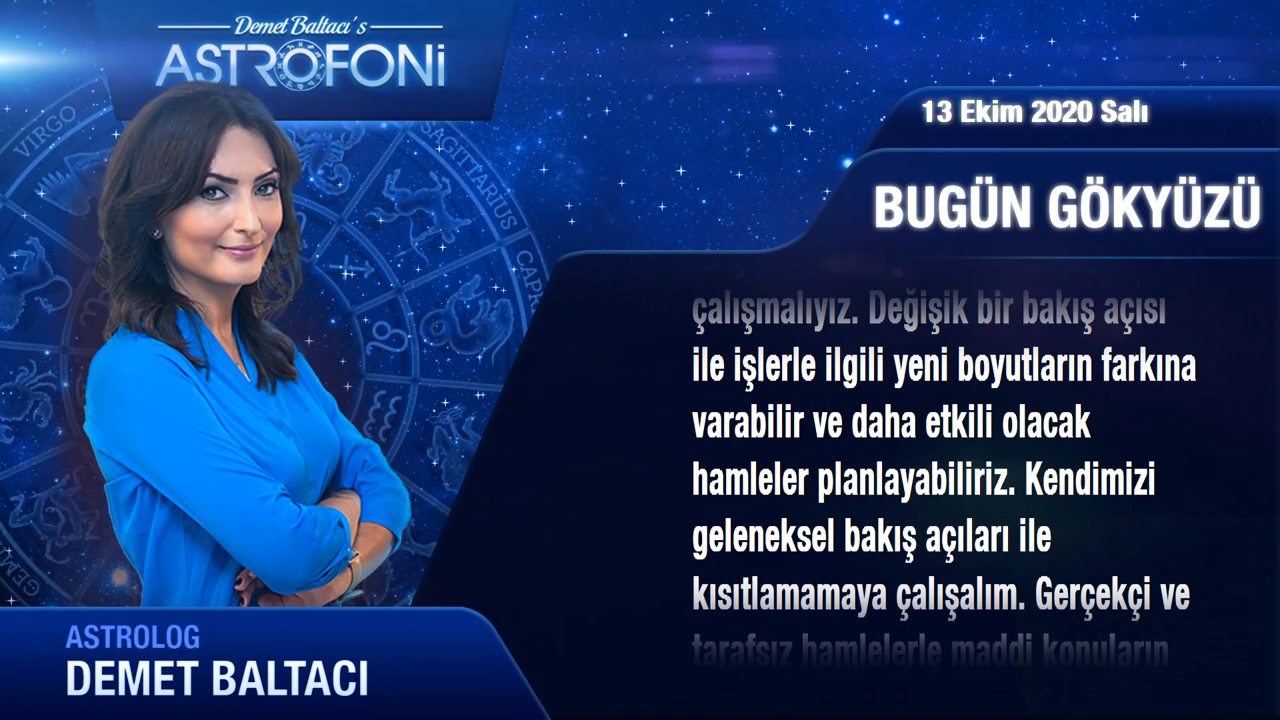 Demet Baltacı's
ASTROFONi
VIRGO
SAGITTARIUS
CAPR
GEM
13 Ekim 2020 Salı
BUGÜN GÖKYÜZÜ
çalışmalıyız. Değişik bir bakış açısı
ile işlerle ilgili yeni boyutların farkına
varabilir ve daha etkili olacak
hamleler planlayabiliriz. Kendimizi
geleneksel bakış açıları ile
kısıtlamamaya çalışalım. Gerçekçi ve
tarafsız hamlelerle maddi konuların
ASTROLOG
DEMET BALTACI